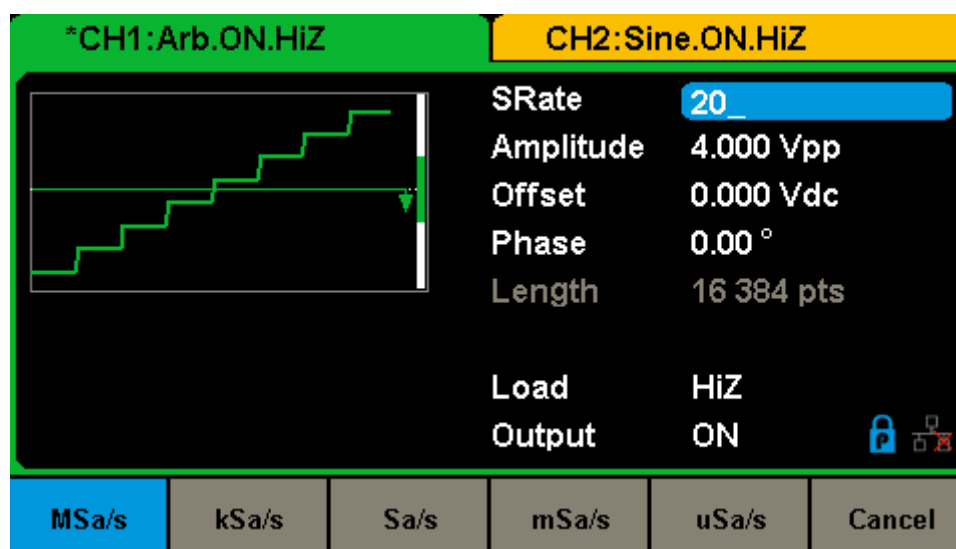 *CH1:Arb.ON.HiZ CH2:Sine.ON.HiZ
SRate 20_
Amplitude 4.000 Vpp
Offset 0.000 Vdc
Phase 0.00 °
Length 16 384 pts
Load HiZ
Output ON P
MSa/s kSa/s Sa/s mSa/s uSa/s Cancel